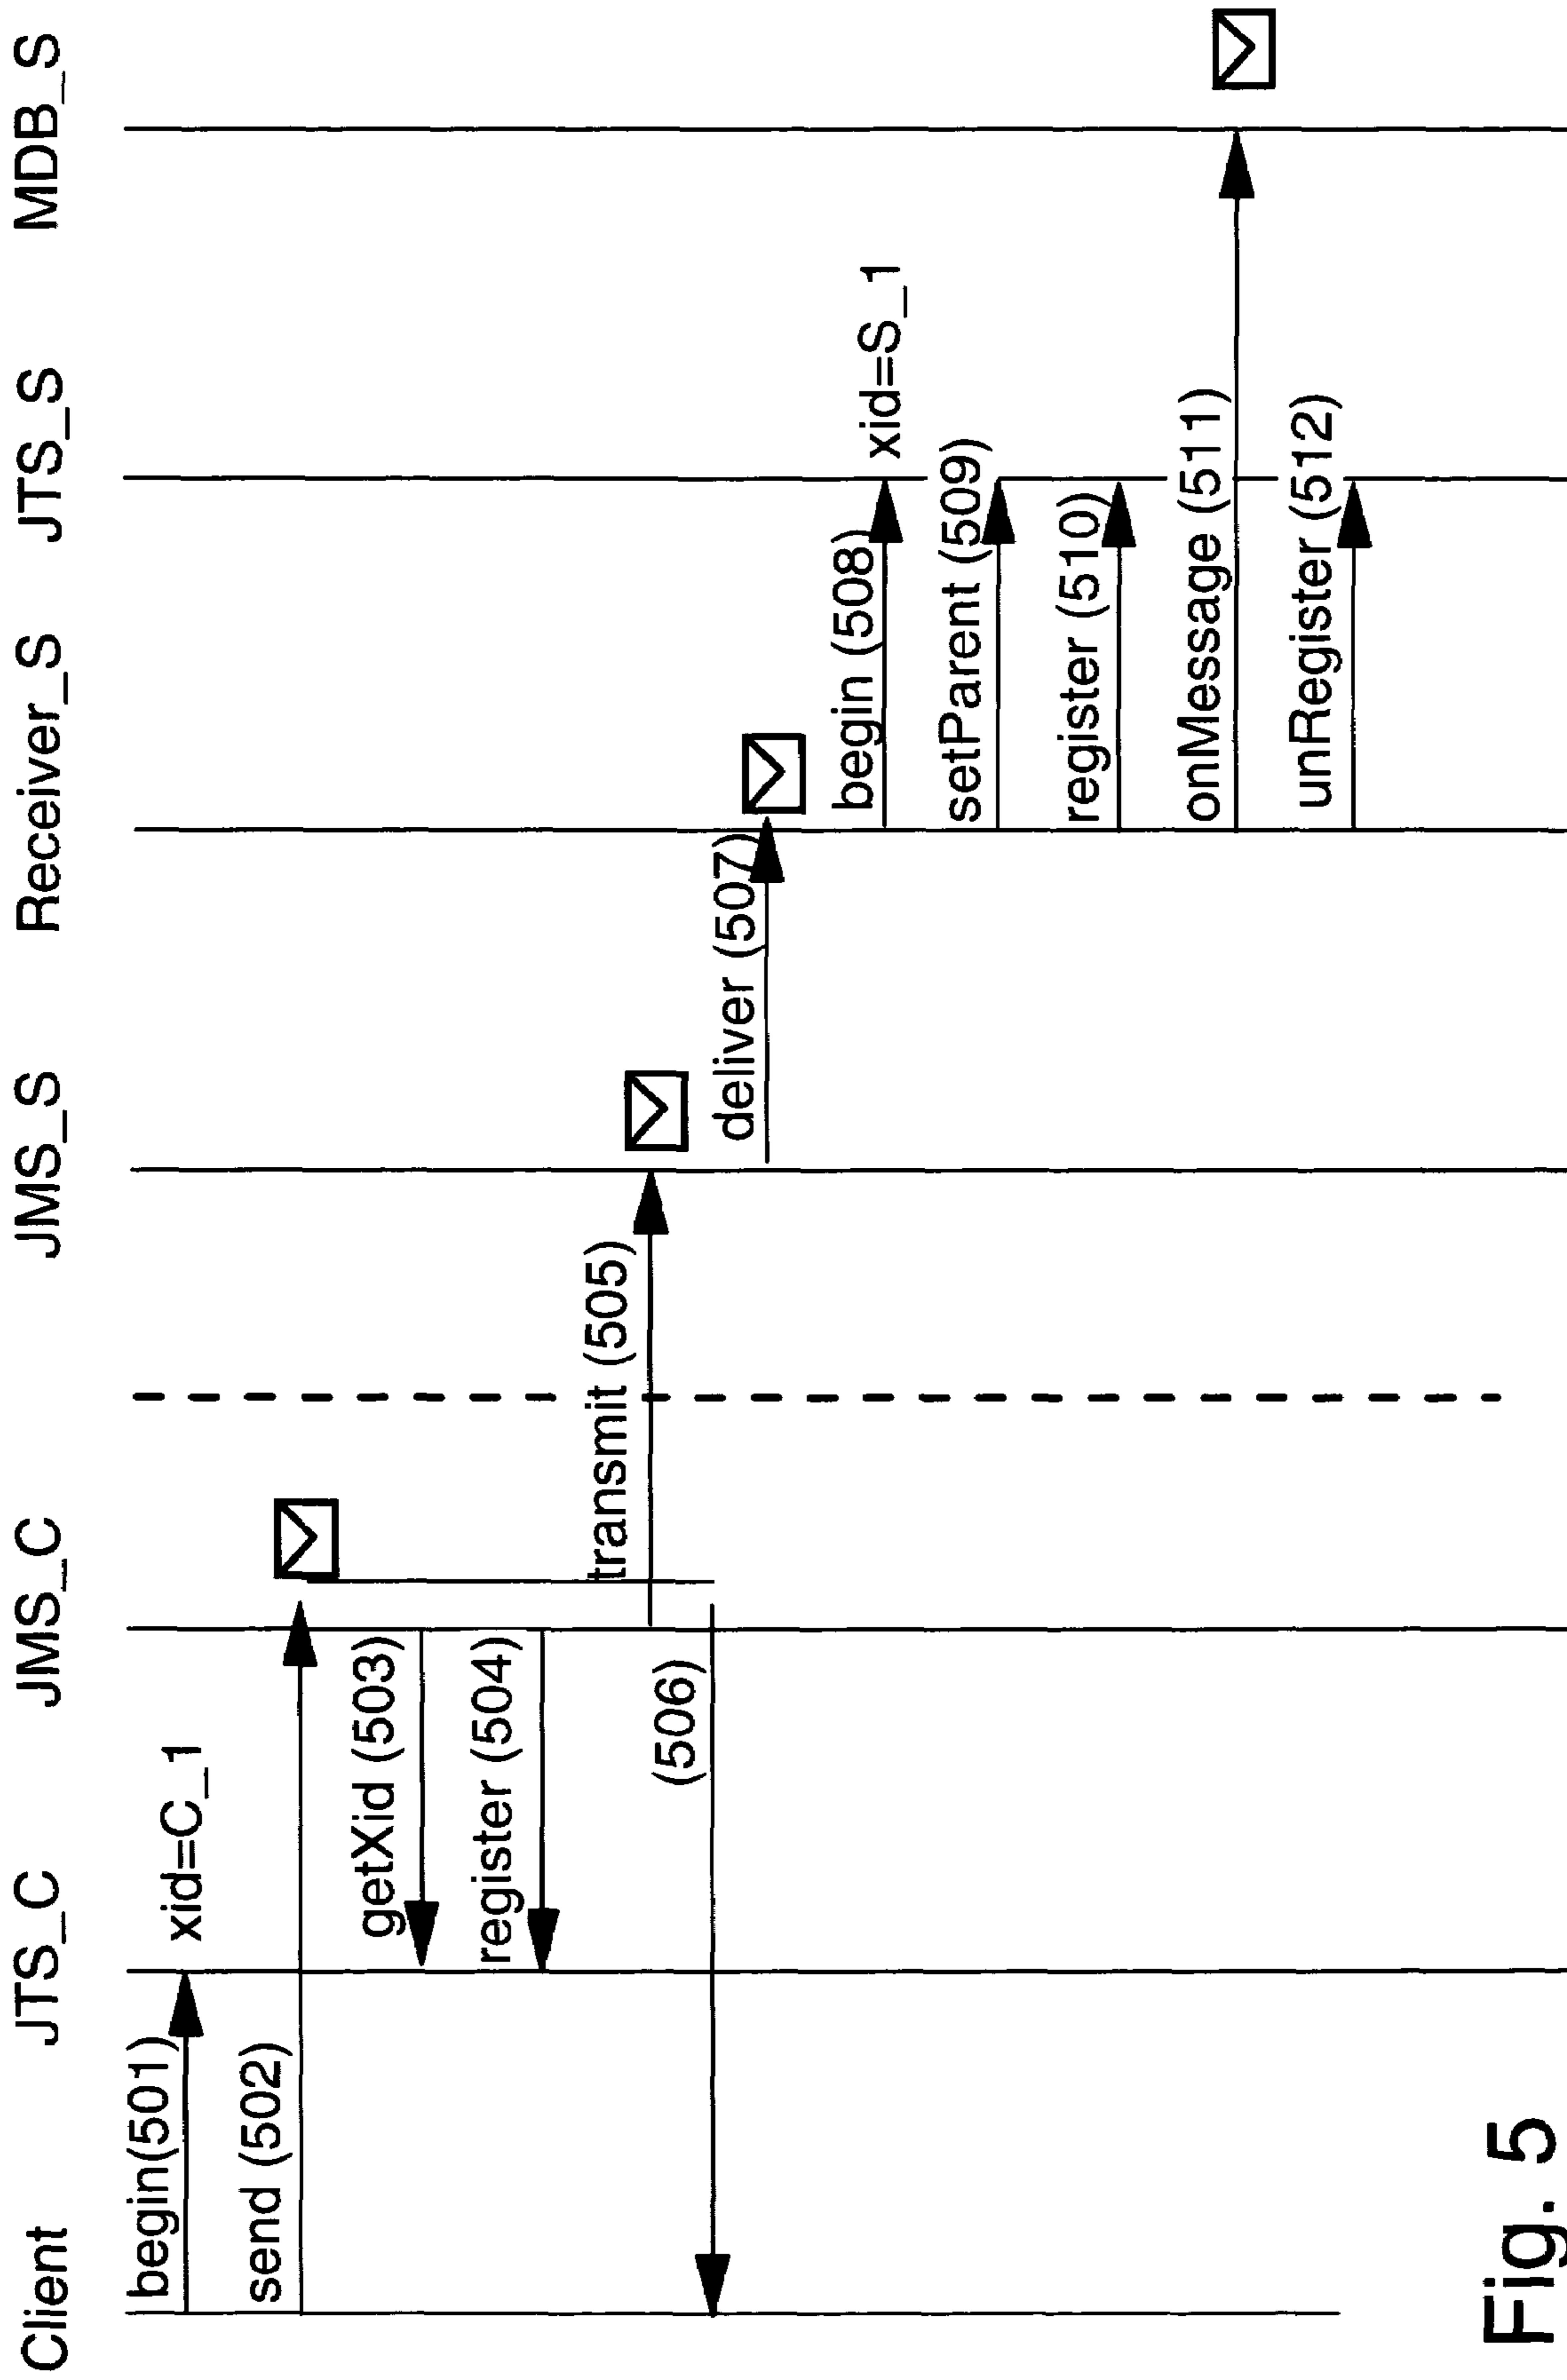 Client JTS_C JMS_C JMS_S Receiver_S JTS_S MDB_S
begin(501)
xid=C_1
send (502)
getXid (503)
register (504)
transmit (505)
(506)
deliver (507)
begin (508)
xid=S_1
setParent (509)
register (510)
onMessage (511)
unRegister (512)
Fig. 5